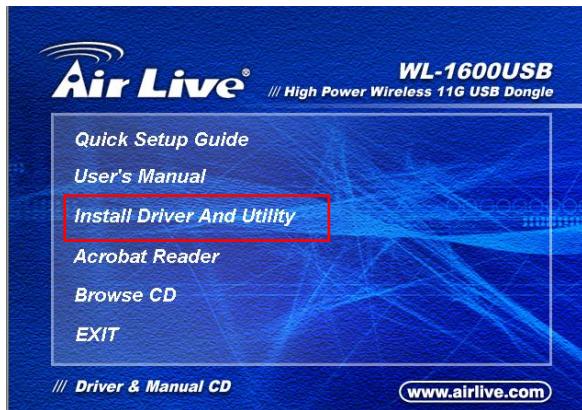 Air Live®
WL-1600USB
/// High Power Wireless 11G USB Dongle
Quick Setup Guide
User's Manual
Install Driver And Utility
Acrobat Reader
Browse CD
EXIT
/// Driver & Manual CD
www.airlive.com